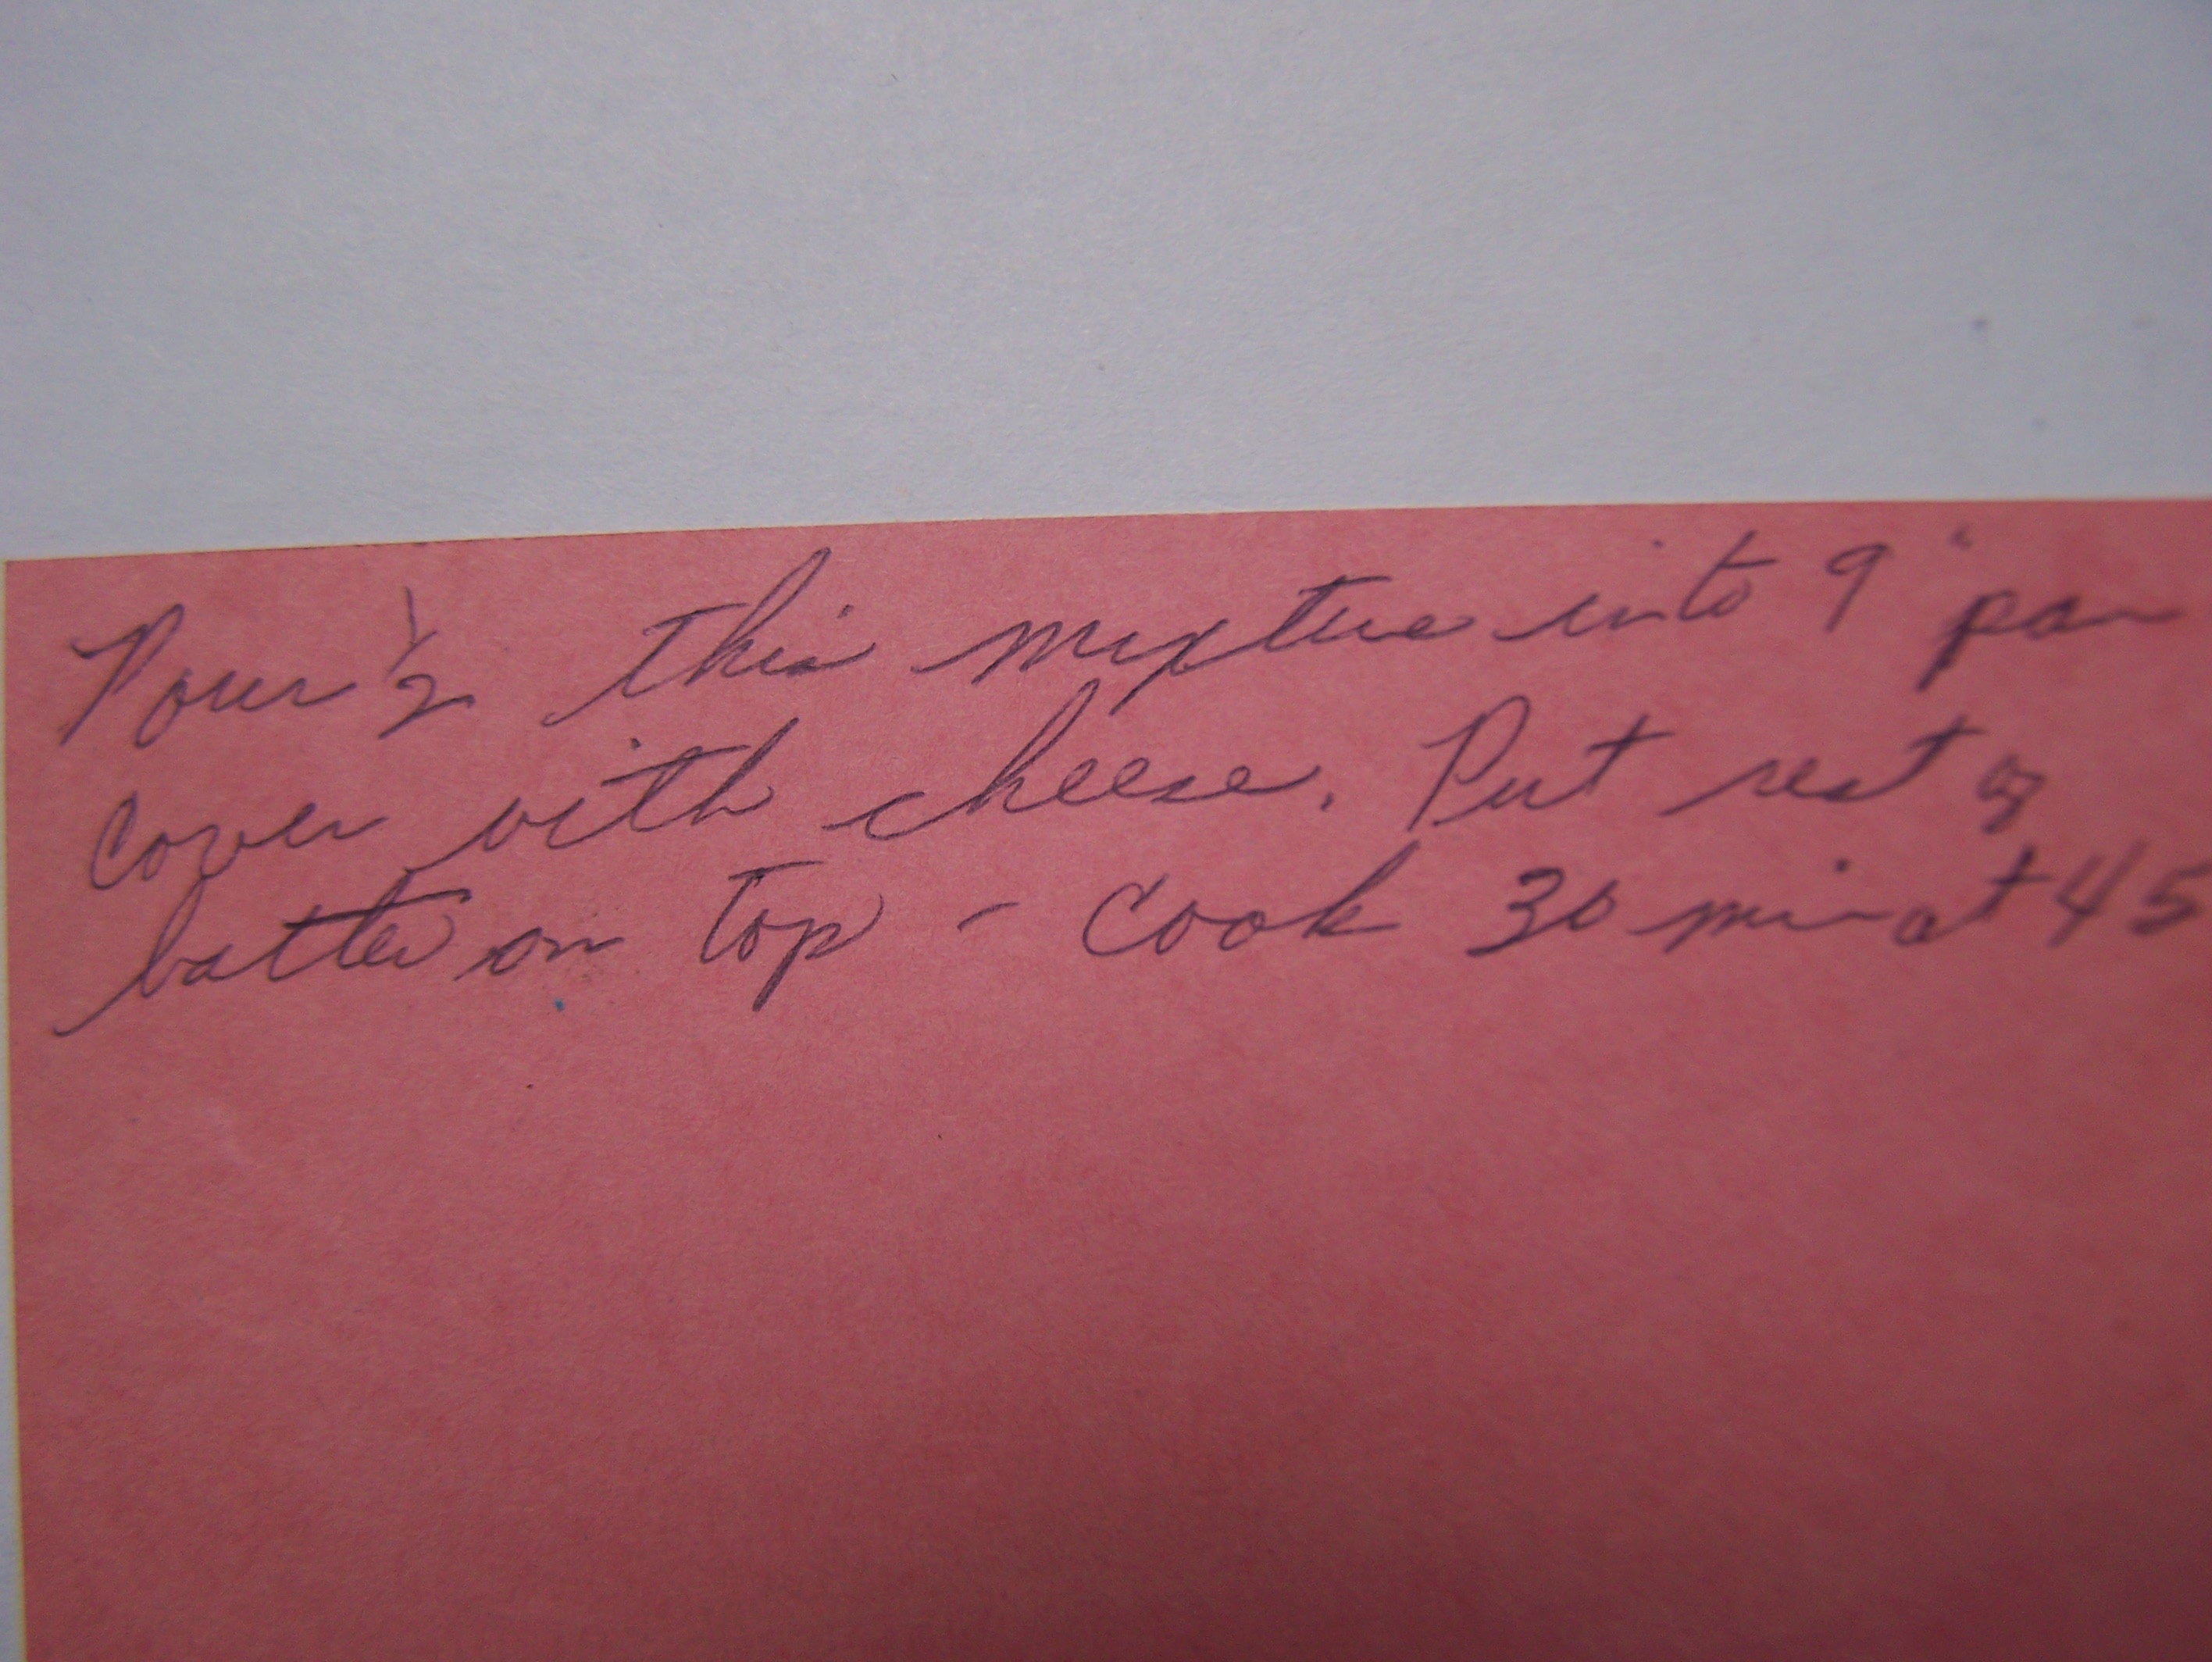 Pour 1/2 this mixture into 9" pan
cover with cheese. Put rest of
batter on top - Cook 30 min at 45